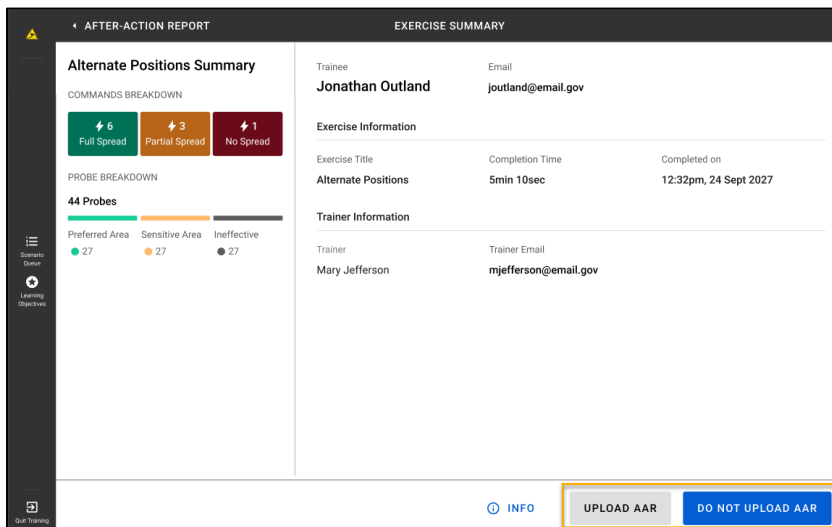 AFTER-ACTION REPORT
EXERCISE SUMMARY
Alternate Positions Summary
COMMANDS BREAKDOWN
6
Full Spread
3
Partial Spread
1
No Spread
PROBE BREAKDOWN
44 Probes
Preferred Area
27
Sensitive Area
27
Ineffective
27
Trainee
Jonathan Outland
Email
joutland@email.gov
Exercise Information
Exercise Title
Alternate Positions
Completion Time
5min 10sec
Completed on
12:32pm, 24 Sept 2027
Trainer Information
Trainer
Mary Jefferson
Trainer Email
mjefferson@email.gov
Scenario
Queue
Learning
Objectives
Quit Training
INFO
UPLOAD AAR
DO NOT UPLOAD AAR